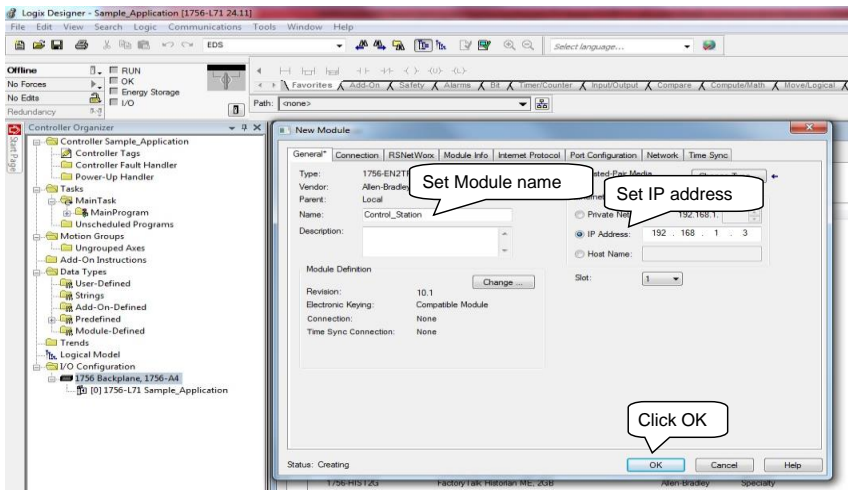 Logix Designer - Sample_Application [1756-L71 24.11]
File Edit View Search Logic Communications Tools Window Help
EDS
Select language...
Offline
RUN
No Forces
OK
Energy Storage
No Edits
I/O
Redundancy
Favorites Add-On Safety Alarms Bit Timer/Counter Input/Output Compare Compute/Math Move/Logical
Path: <none>
Start Page
Controller Organizer
Controller Sample_Application
Controller Tags
Controller Fault Handler
Power-Up Handler
Tasks
MainTask
MainProgram
Unscheduled Programs
Motion Groups
Ungrouped Axes
Add-On Instructions
Data Types
User-Defined
Strings
Add-On-Defined
Predefined
Module-Defined
Trends
Logical Model
I/O Configuration
1756 Backplane, 1756-A4
[0] 1756-L71 Sample_Application
New Module
General* Connection RSNetWorx Module Info Internet Protocol Port Configuration Network Time Sync
Type:
Vendor: Allen-Bradley
Parent: Local
Name: Control_Station
Description:
Set Module name
Set IP address
192.168.1.
IP Address: 192 . 168 . 1 . 3
Host Name:
Slot: 1
Module Definition
Change ...
Revision: 10.1
Electronic Keying: Compatible Module
Connection: None
Time Sync Connection: None
Click OK
Status: Creating
OK Cancel Help
FactoryTalk Historian ME, 2GB Allen-Bradley Specialty